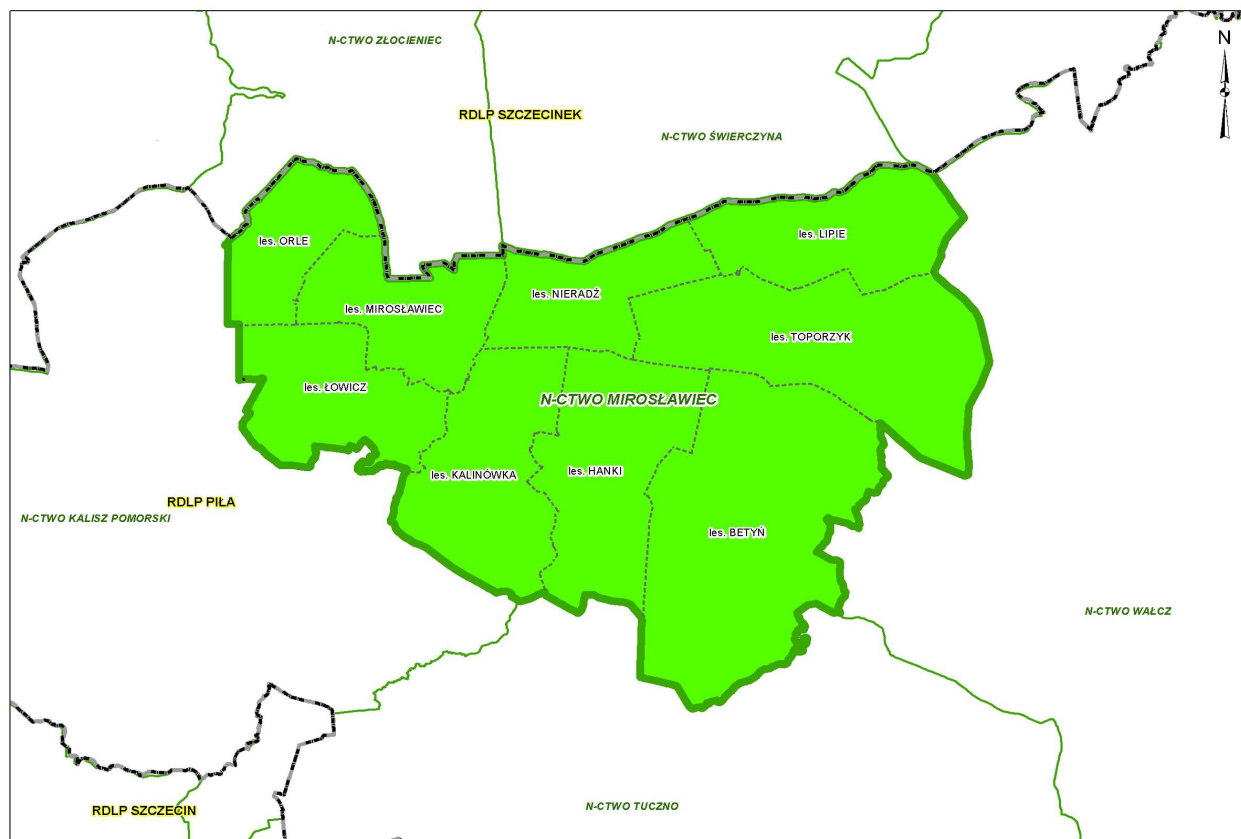 N-CTWO ZŁOCIENIEC
N
RDLP SZCZECINEK
N-CTWO ŚWIERCZYNA
les. ORLE
les. LIPIE
les. NIERADŹ
les. MIROSŁAWIEC
les. TOPORZYK
les. ŁOWICZ
N-CTWO MIROSŁAWIEC
les. KALINÓWKA
les. HANKI
RDLP PIŁA
N-CTWO KALISZ POMORSKI
les. BETYŃ
N-CTWO WAŁCZ
N-CTWO TUCZNO
RDLP SZCZECIN